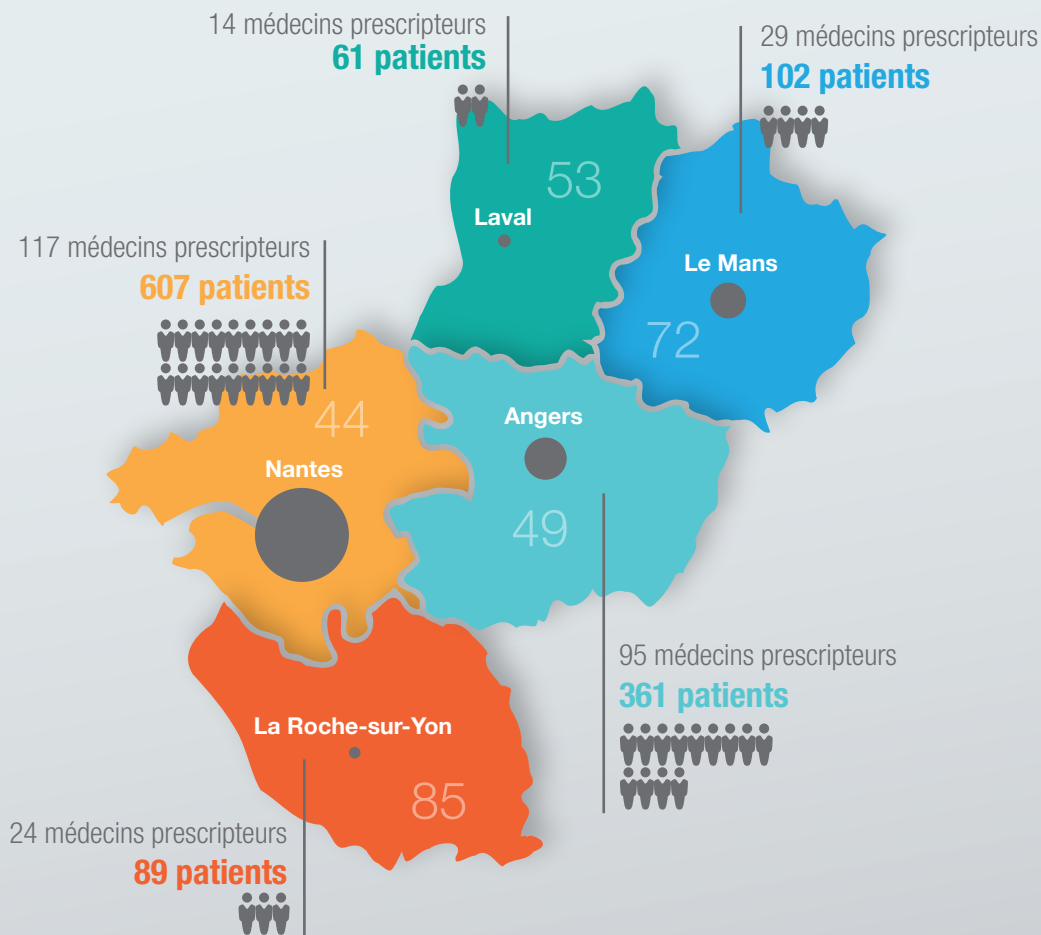 14 médecins prescripteurs
61 patients
29 médecins prescripteurs
102 patients
53
Laval
117 médecins prescripteurs
607 patients
Le Mans
72
44
Angers
Nantes
49
95 médecins prescripteurs
361 patients
La Roche-sur-Yon
85
24 médecins prescripteurs
89 patients